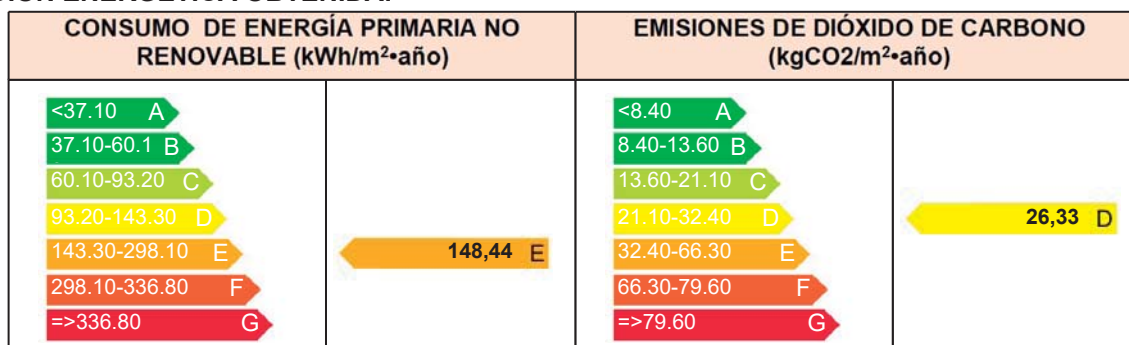 CONSUMO DE ENERGÍA PRIMARIA NO
RENOVABLE (kWh/m²•año)
EMISIONES DE DIÓXIDO DE CARBONO
(kgCO2/m²•año)
<37.10 A
37.10-60.1 B
60.10-93.20 C
93.20-143.30 D
143.30-298.10 E
298.10-336.80 F
=>336.80 G
148,44 E
<8.40 A
8.40-13.60 B
13.60-21.10 C
21.10-32.40 D
32.40-66.30 E
66.30-79.60 F
=>79.60 G
26,33 D